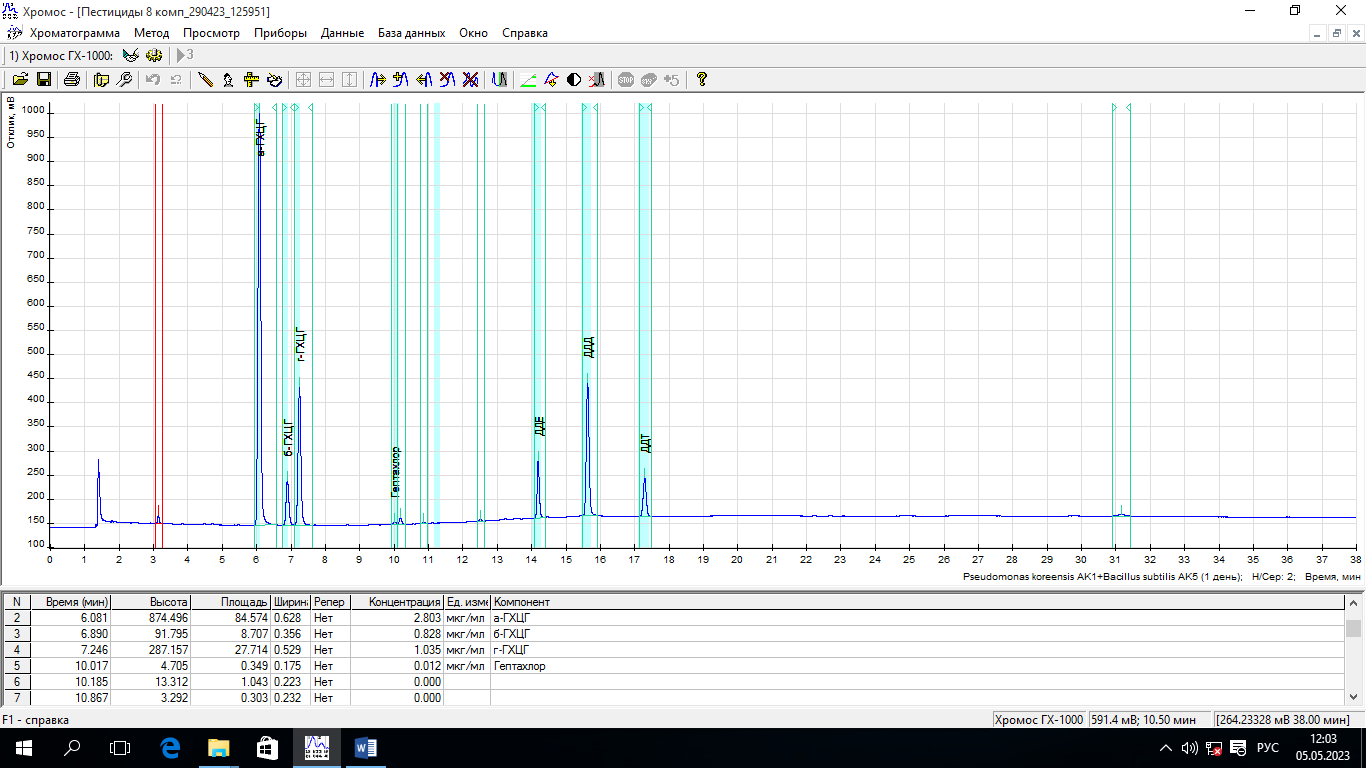 Хромос - [Пестициды 8 комп_290423_125951]
Хроматограмма Метод Просмотр Приборы Данные База данных Окно Справка
1) Хромос ГХ-1000: 3
STOP STOP +5 ?
Отклик, мВ
1000
950
900
850
800
750
700
650
600
550
500
450
400
350
300
250
200
150
100
а-ГХЦГ
б-ГХЦГ
г-ГХЦГ
Гептахлор
ДДЕ
ДДД
ДДТ
0 1 2 3 4 5 6 7 8 9 10 11 12 13 14 15 16 17 18 19 20 21 22 23 24 25 26 27 28 29 30 31 32 33 34 35 36 37 38
Pseudomonas koreensis AK1+Bacillus subtilis AK5 (1 день); Н/Сер: 2; Время, мин
N Время (мин) Высота Площадь Ширина Репер Концентрация Ед. изме Компонент
2 6.081 874.496 84.574 0.628 Нет 2.803 мкг/мл а-ГХЦГ
3 6.890 91.795 8.707 0.356 Нет 0.828 мкг/мл б-ГХЦГ
4 7.246 287.157 27.714 0.529 Нет 1.035 мкг/мл г-ГХЦГ
5 10.017 4.705 0.349 0.175 Нет 0.012 мкг/мл Гептахлор
6 10.185 13.312 1.043 0.223 Нет 0.000
7 10.867 3.292 0.303 0.232 Нет 0.000
F1 - справка Хромос ГХ-1000 591.4 мВ; 10.50 мин [264.23328 мВ 38.00 мин]
РУС
12:03
05.05.2023